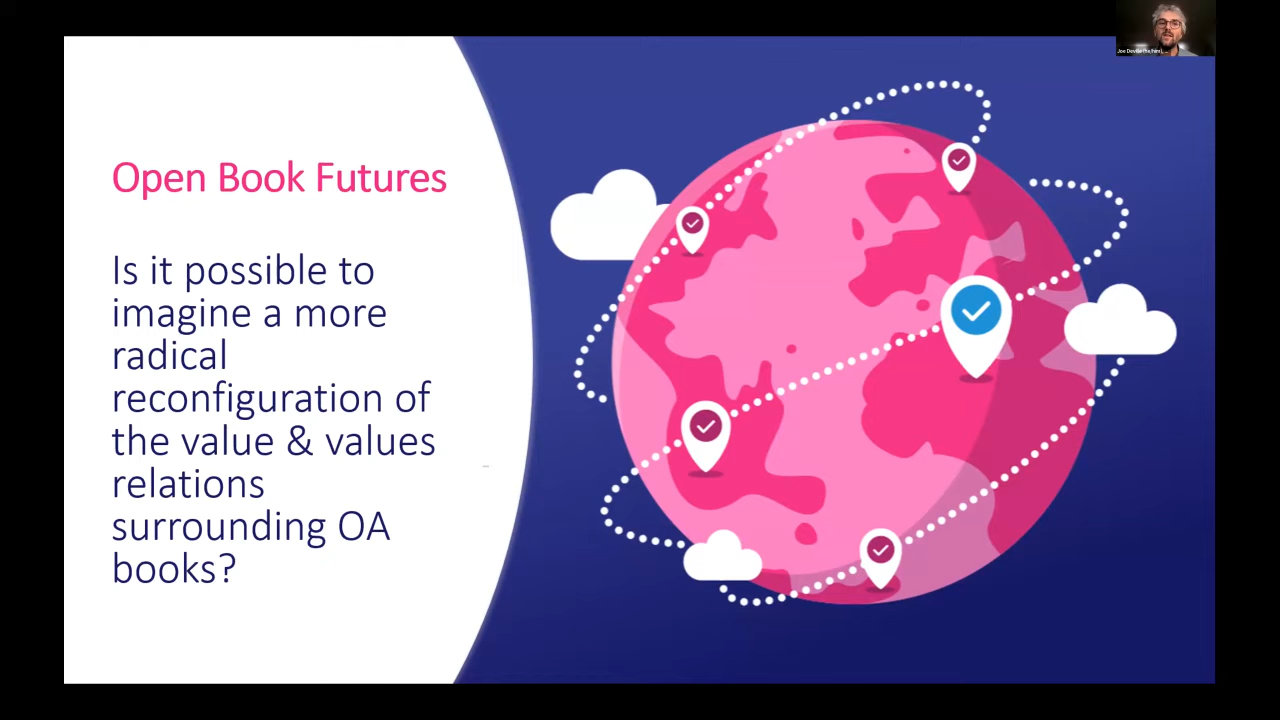 Open Book Futures
Is it possible to
imagine a more
radical
reconfiguration of
the value & values
relations
surrounding OA
books?